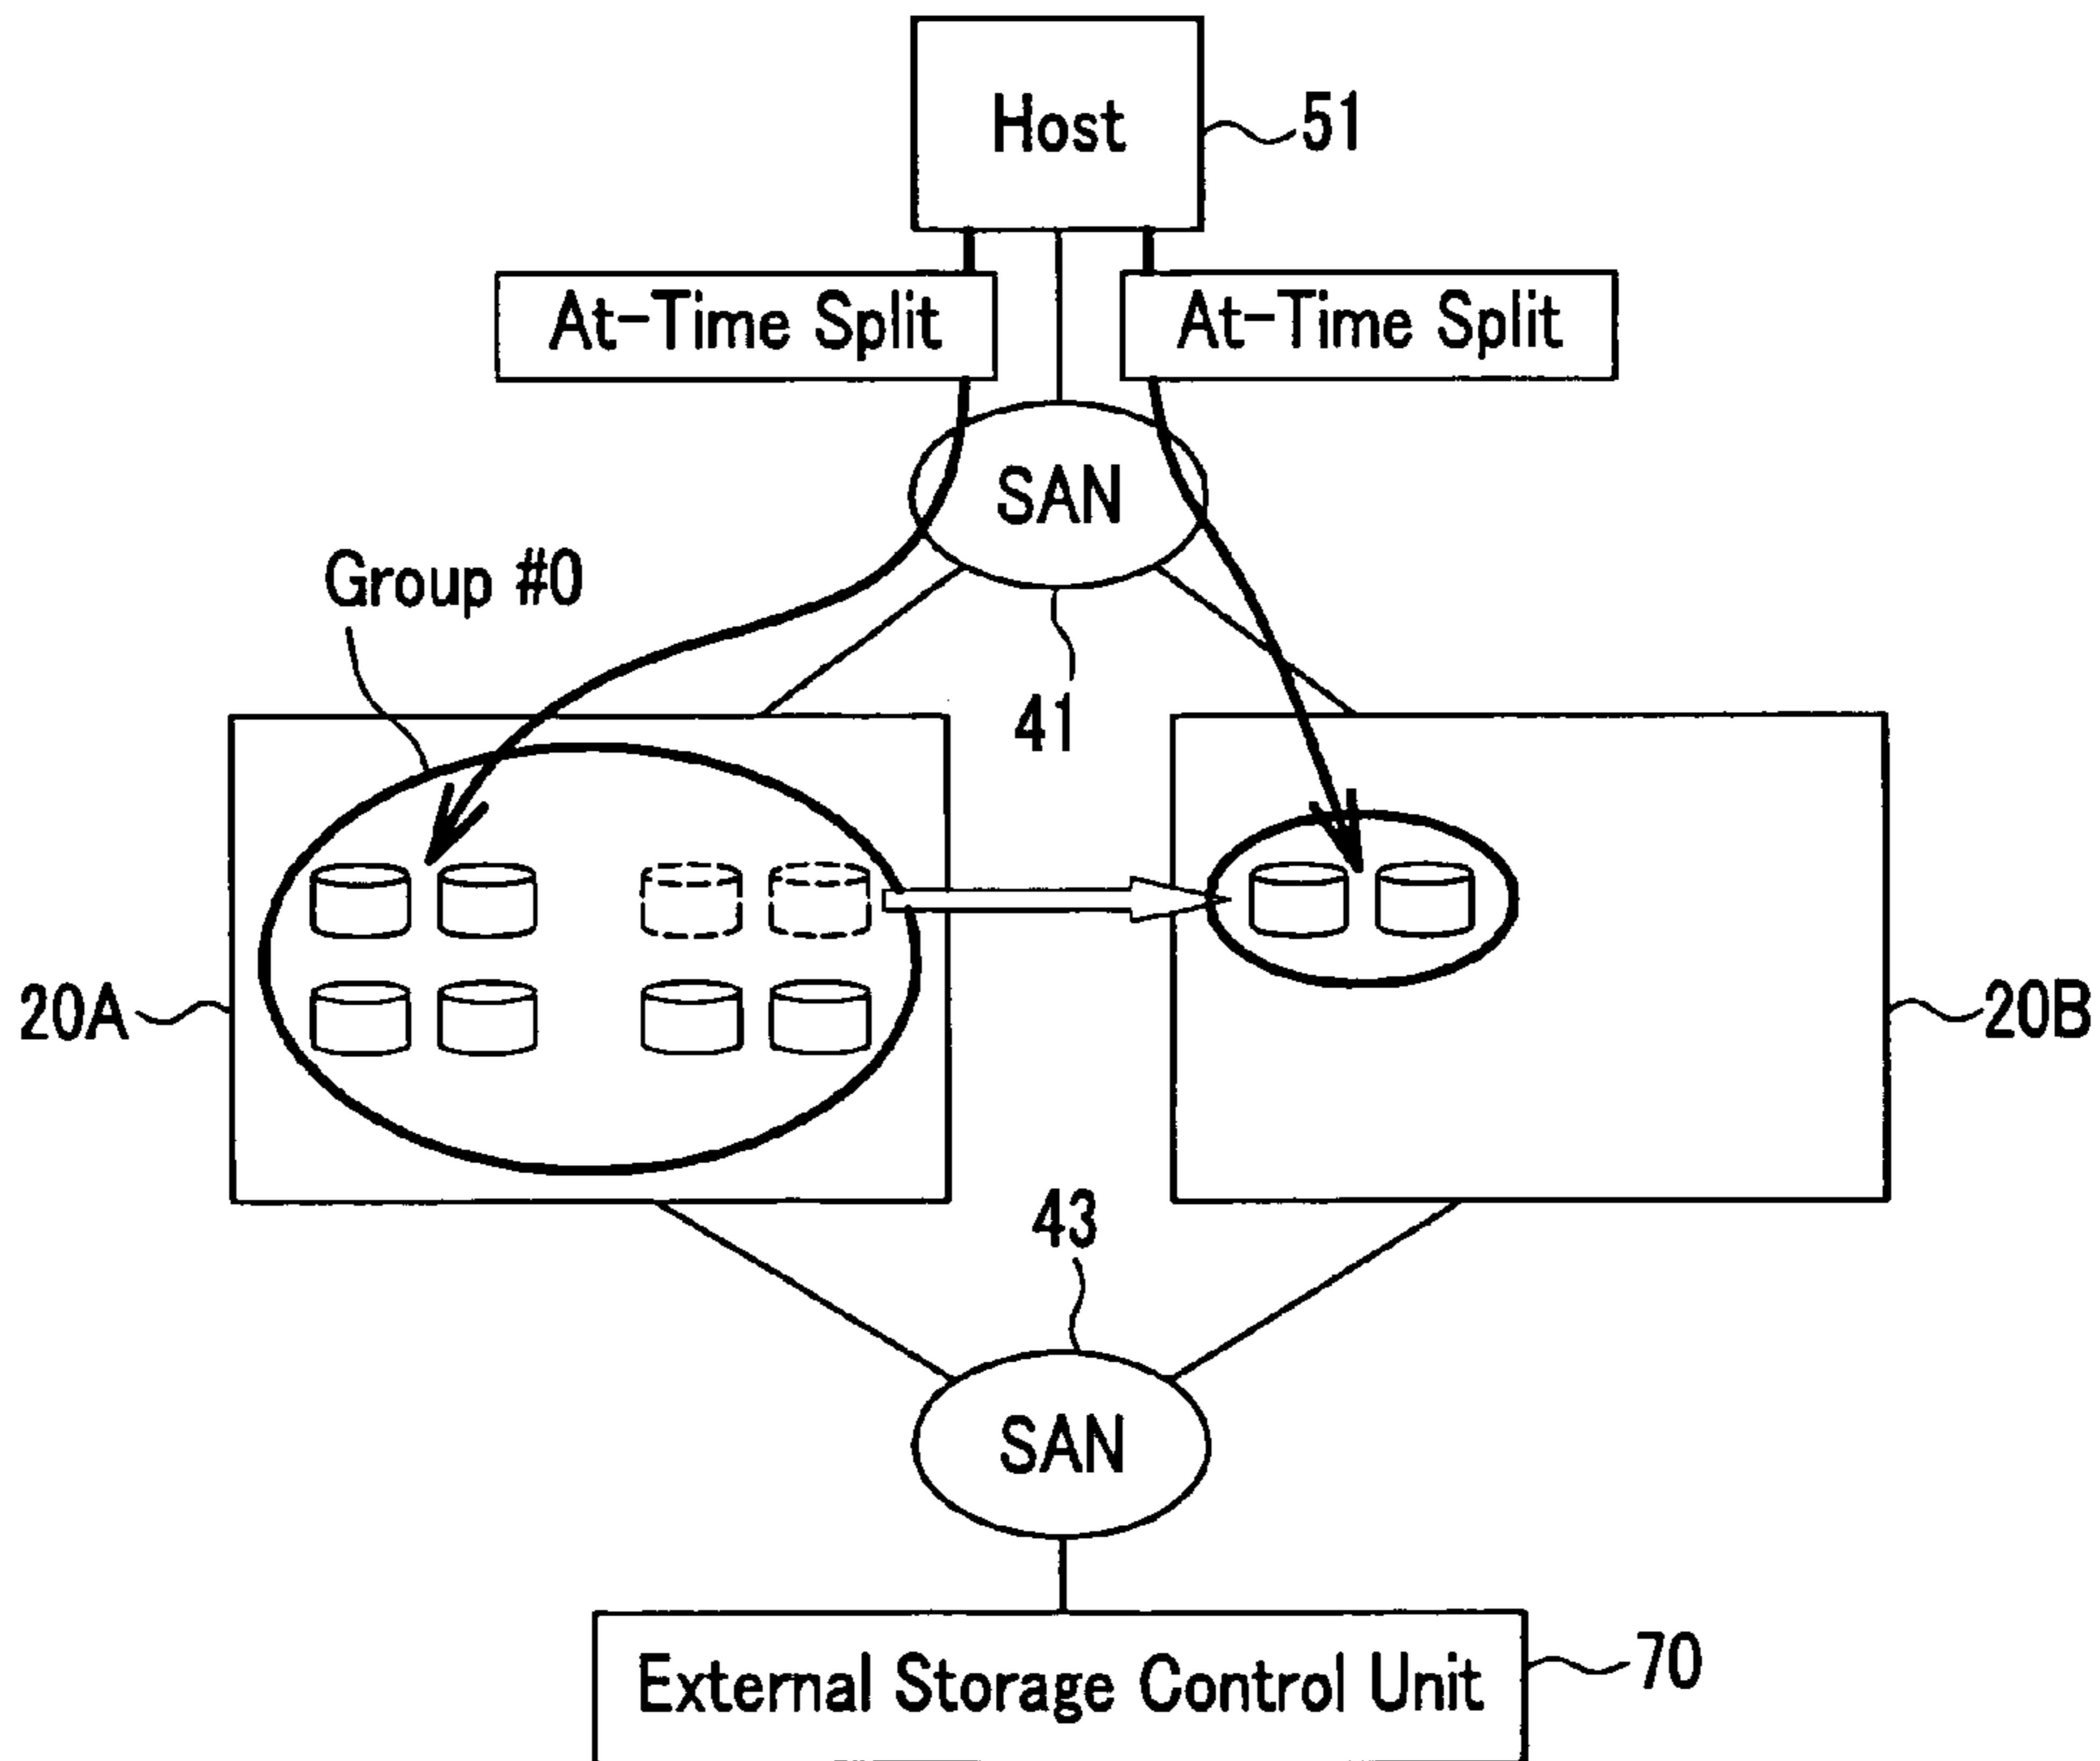 Host
51
At-Time Split
At-Time Split
SAN
Group #0
41
20A
20B
43
SAN
External Storage Control Unit
70